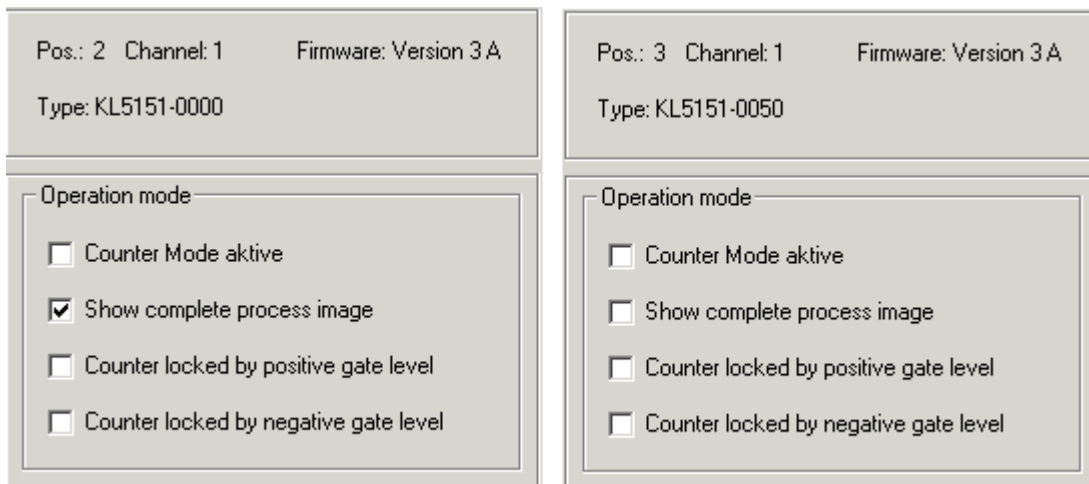 Pos.: 2 Channel: 1 Firmware: Version 3 A
Type: KL5151-0000
Operation mode
Counter Mode aktive
Show complete process image
Counter locked by positive gate level
Counter locked by negative gate level
Pos.: 3 Channel: 1 Firmware: Version 3 A
Type: KL5151-0050
Operation mode
Counter Mode aktive
Show complete process image
Counter locked by positive gate level
Counter locked by negative gate level